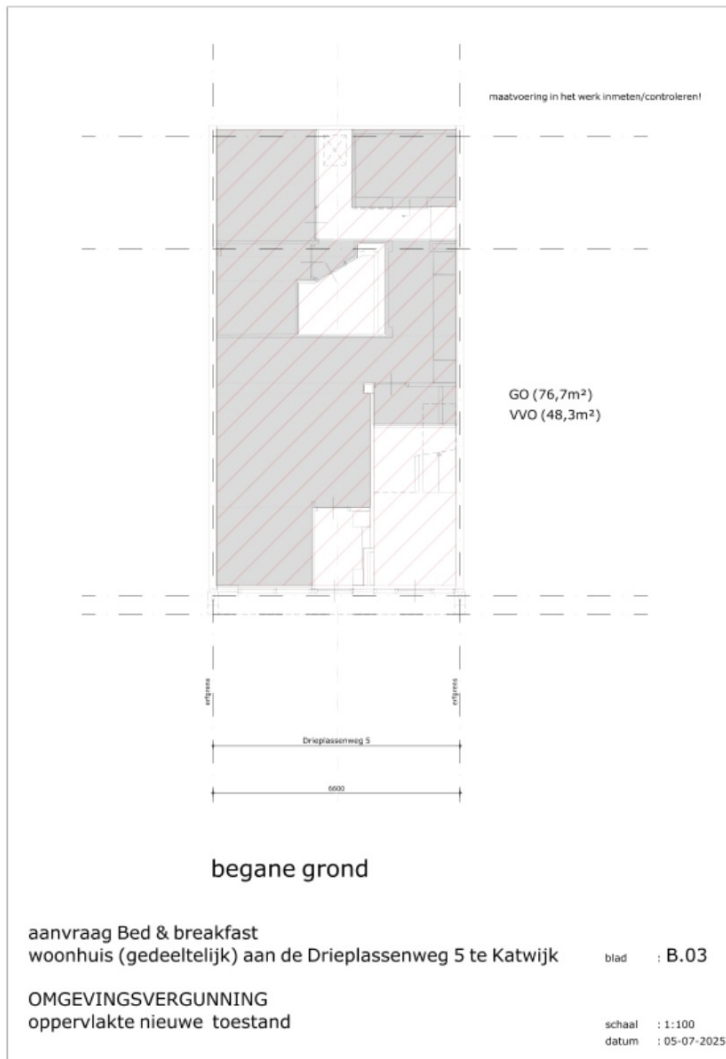 maatvoering in het werk inmeten/controleren!
GO (76,7m²)
VVO (48,3m²)
erfgrens
erfgrens
Drieplassenweg 5
6600
begane grond
aanvraag Bed & breakfast
woonhuis (gedeeltelijk) aan de Drieplassenweg 5 te Katwijk
blad : B.03
OMGEVINGSVERGUNNING
oppervlakte nieuwe toestand
schaal : 1:100
datum : 05-07-2025